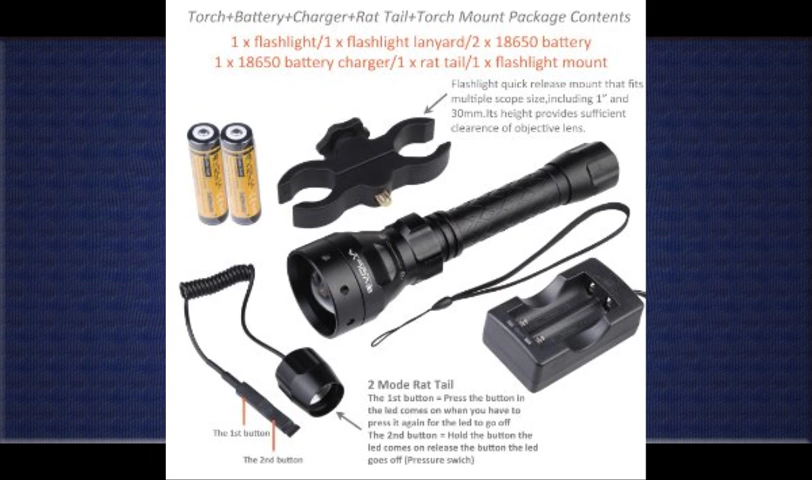 Torch+Battery+Charger+Rat Tail+Torch Mount Package Contents
1 x flashlight/1 x flashlight lanyard/2 x 18650 battery
1 x 18650 battery charger/1 x rat tail/1 x flashlight mount
Flashlight quick release mount that fits
multiple scope size,including 1" and
30mm.Its height provides sufficient
clearence of objective lens.
2 Mode Rat Tail
The 1st button = Press the button in
the led comes on when you have to
press it again for the led to go off
The 2nd button = Hold the button the
led comes on release the button the led
goes off (Pressure swich)
The 1st button
The 2nd button